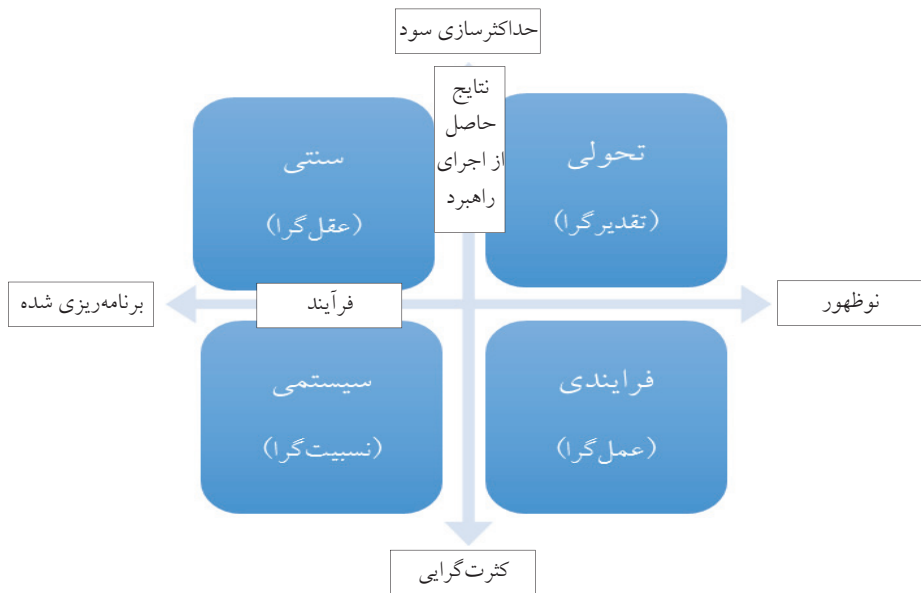 حداکثرسازی سود
نتایج
حاصل
از اجرای
راهبرد
تحولی
(تقدیرگرا)
سنتی
(عقل‌گرا)
نوظهور
فرآیند
برنامه‌ریزی شده
فرایندی
(عمل‌گرا)
سیستمی
(نسبیت‌گرا)
کثرت‌گرایی